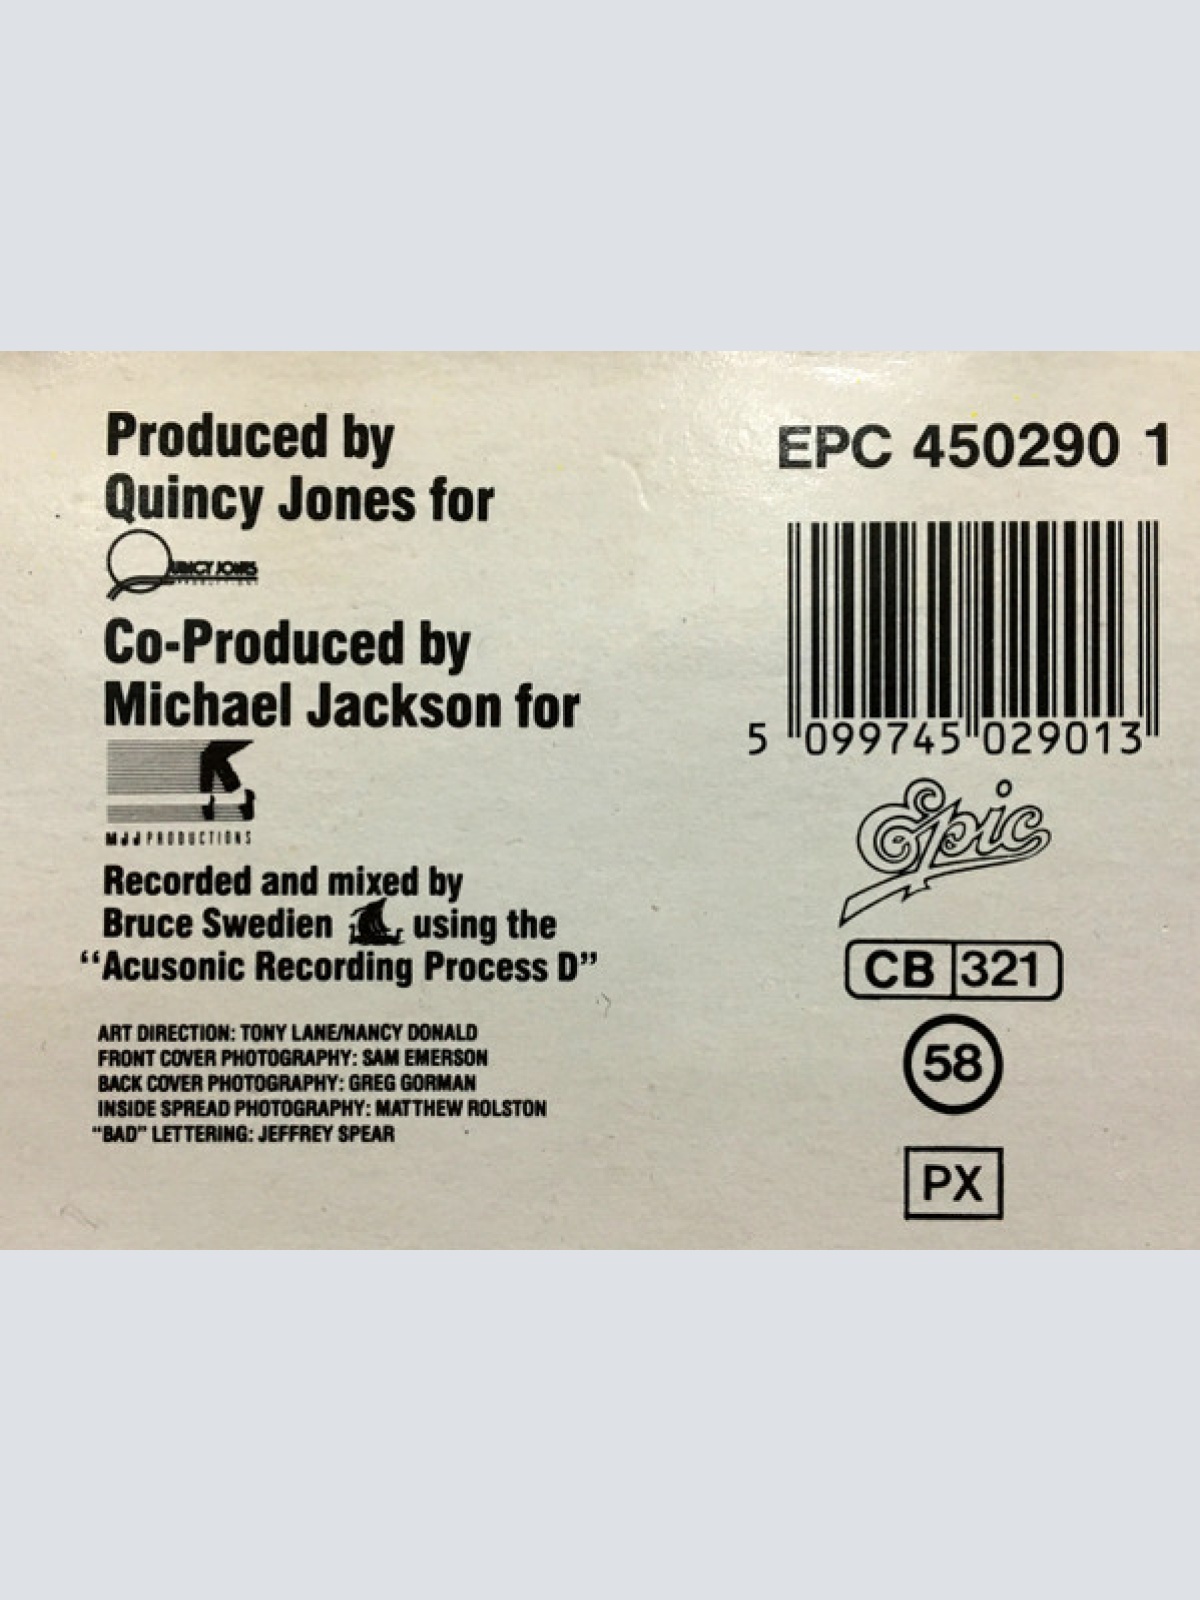 Produced by
Quincy Jones for
QUINCY JONES
PRODUCTIONS
Co-Produced by
Michael Jackson for
MJJ PRODUCTIONS
Recorded and mixed by
Bruce Swedien using the
“Acusonic Recording Process D”
ART DIRECTION: TONY LANE/NANCY DONALD
FRONT COVER PHOTOGRAPHY: SAM EMERSON
BACK COVER PHOTOGRAPHY: GREG GORMAN
INSIDE SPREAD PHOTOGRAPHY: MATTHEW ROLSTON
“BAD” LETTERING: JEFFREY SPEAR
EPC 450290 1
5 099745 029013
Epic
CB 321
58
PX